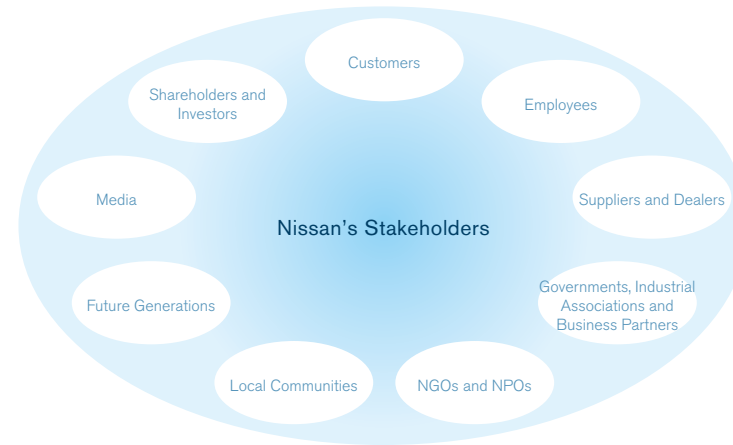 Customers
Shareholders and
Investors
Employees
Media
Suppliers and Dealers
Nissan's Stakeholders
Future Generations
Governments, Industrial
Associations and
Business Partners
Local Communities
NGOs and NPOs